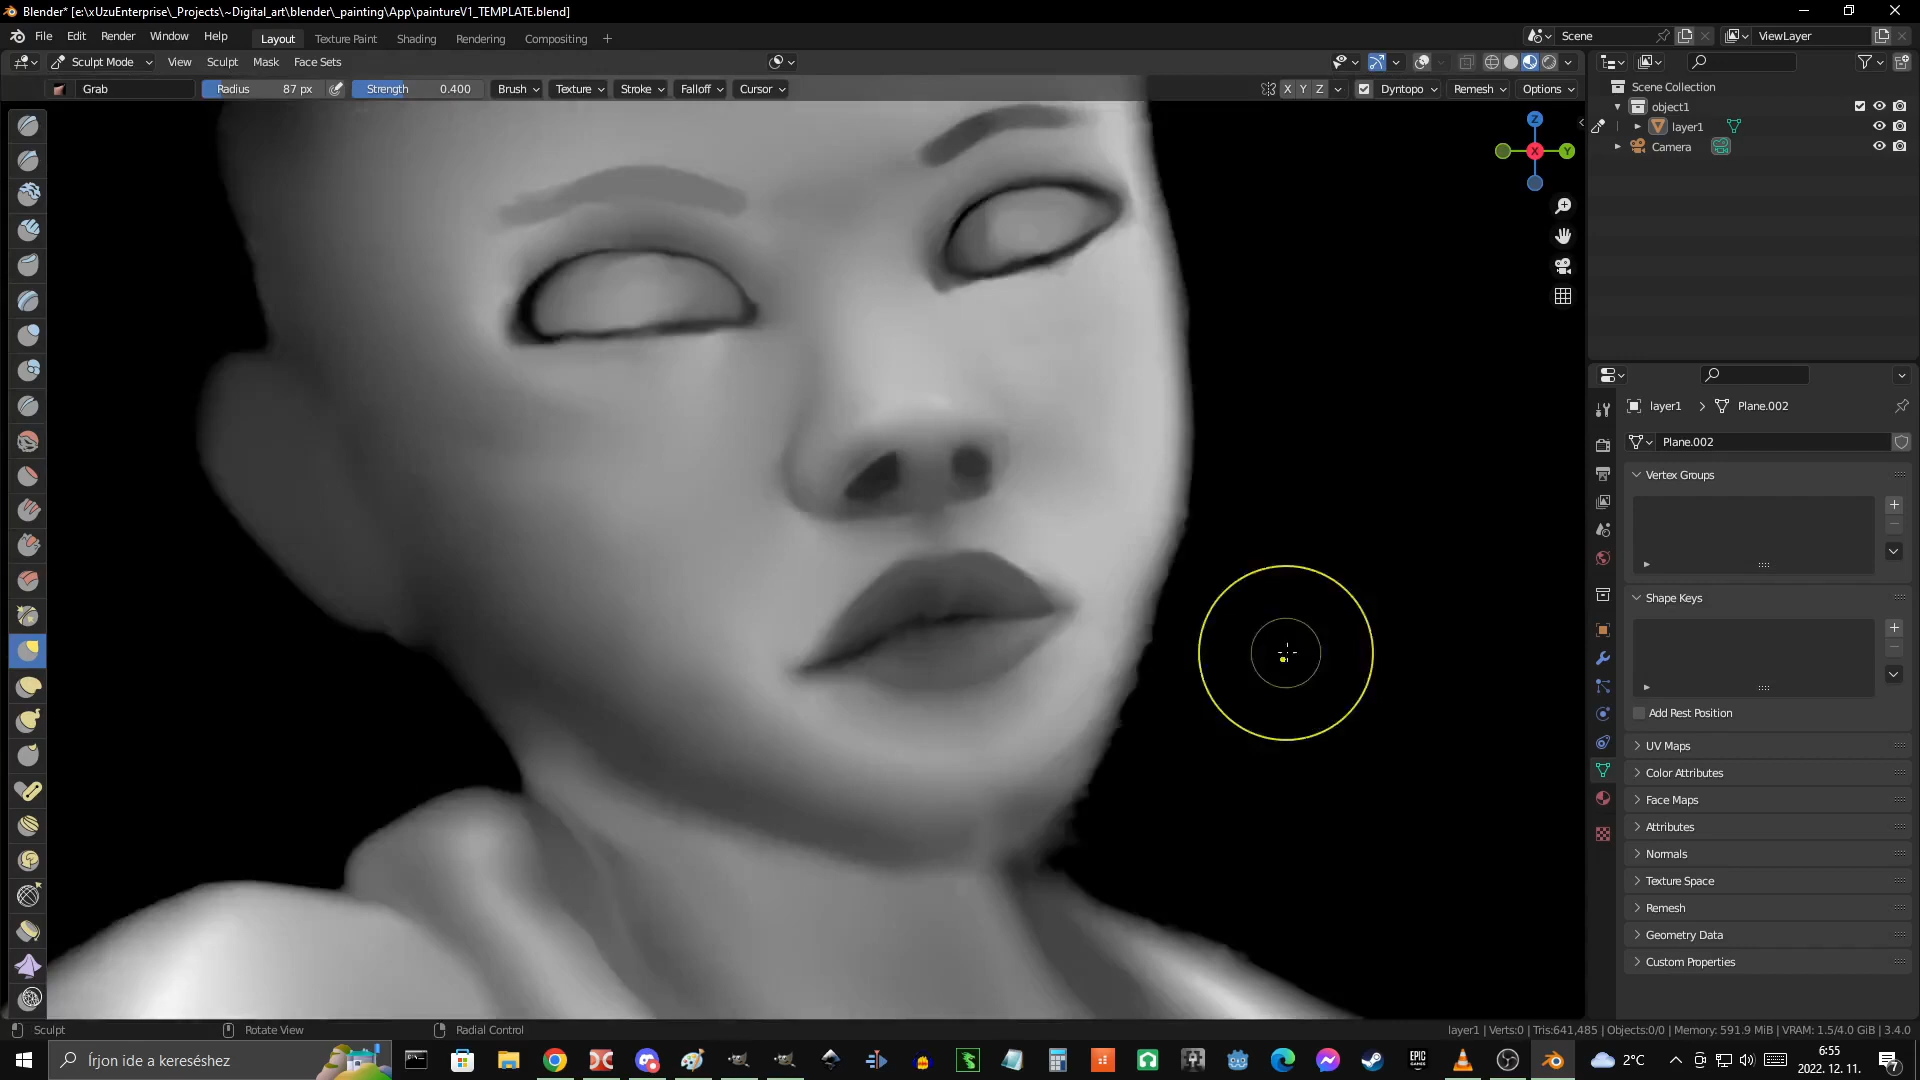 Blender* [e:\xUzuEnterprise\_Projects\~Digital_art\blender\_painting\App\paintureV1_TEMPLATE.blend]
File Edit Render Window Help Layout Texture Paint Shading Rendering Compositing + Scene ViewLayer
Sculpt Mode View Sculpt Mask Face Sets
Grab Radius 87 px Strength 0.400 Brush Texture Stroke Falloff Cursor X Y Z Dyntopo Remesh Options
Scene Collection
object1
layer1
Camera
Z
X
Y
layer1 Plane.002
Plane.002
Vertex Groups
Shape Keys
Add Rest Position
UV Maps
Color Attributes
Face Maps
Attributes
Normals
Texture Space
Remesh
Geometry Data
Custom Properties
Sculpt Rotate View Radial Control layer1 | Verts:0 | Tris:641,485 | Objects:0/0 | Memory: 591.9 MiB | VRAM: 1.5/4.0 GiB | 3.4.0
Írjon ide a kereséshez EPIC GAMES 2°C 6:55
2022. 12. 11. 7